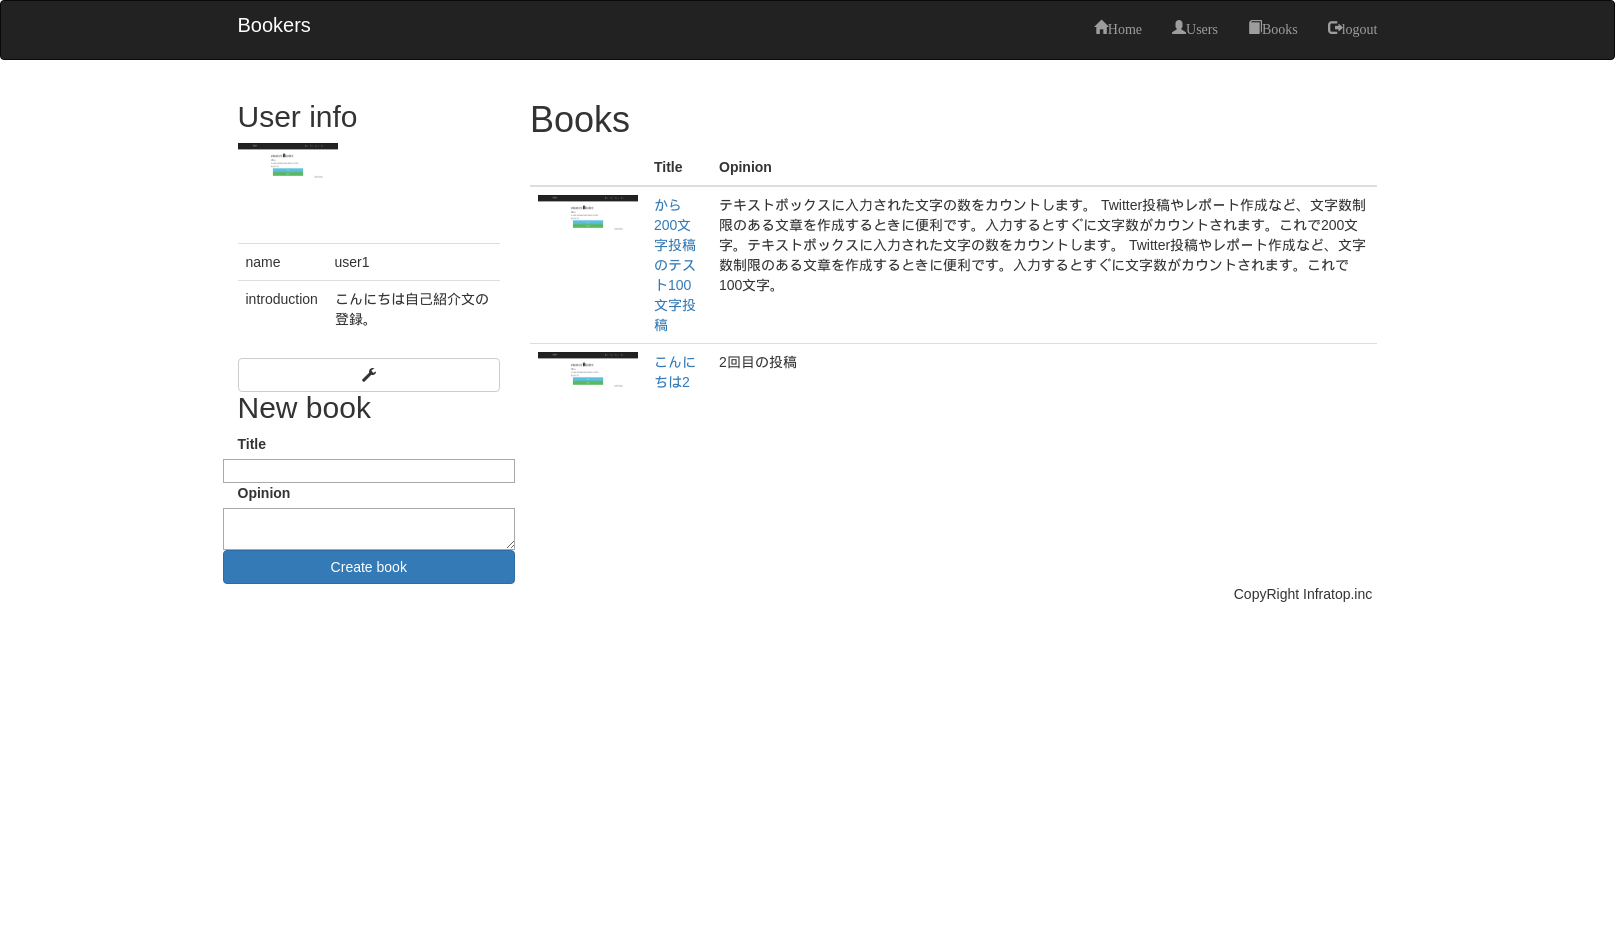 Bookers
Home Users Books logout
User info
name user1
introduction こんにちは自己紹介文の
登録。
New book
Title
Opinion
Create book
Books
Title Opinion
から
200文
字投稿
のテス
ト100
文字投
稿
テキストボックスに入力された文字の数をカウントします。 Twitter投稿やレポート作成など、文字数制
限のある文章を作成するときに便利です。入力するとすぐに文字数がカウントされます。これで200文
字。テキストボックスに入力された文字の数をカウントします。 Twitter投稿やレポート作成など、文字
数制限のある文章を作成するときに便利です。入力するとすぐに文字数がカウントされます。これで
100文字。
こんに
ちは2
2回目の投稿
CopyRight Infratop.inc